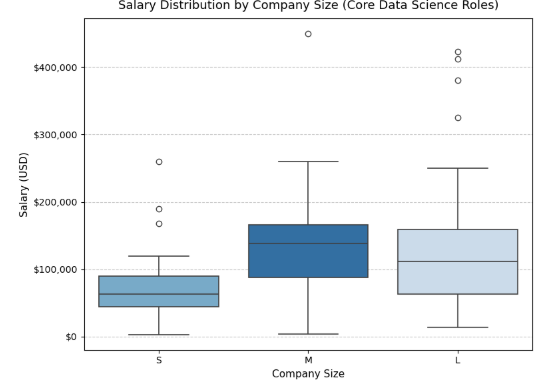 Salary Distribution by Company Size (Core Data Science Roles)
$400,000
$300,000
$200,000
$100,000
$0
Salary (USD)
S M L
Company Size